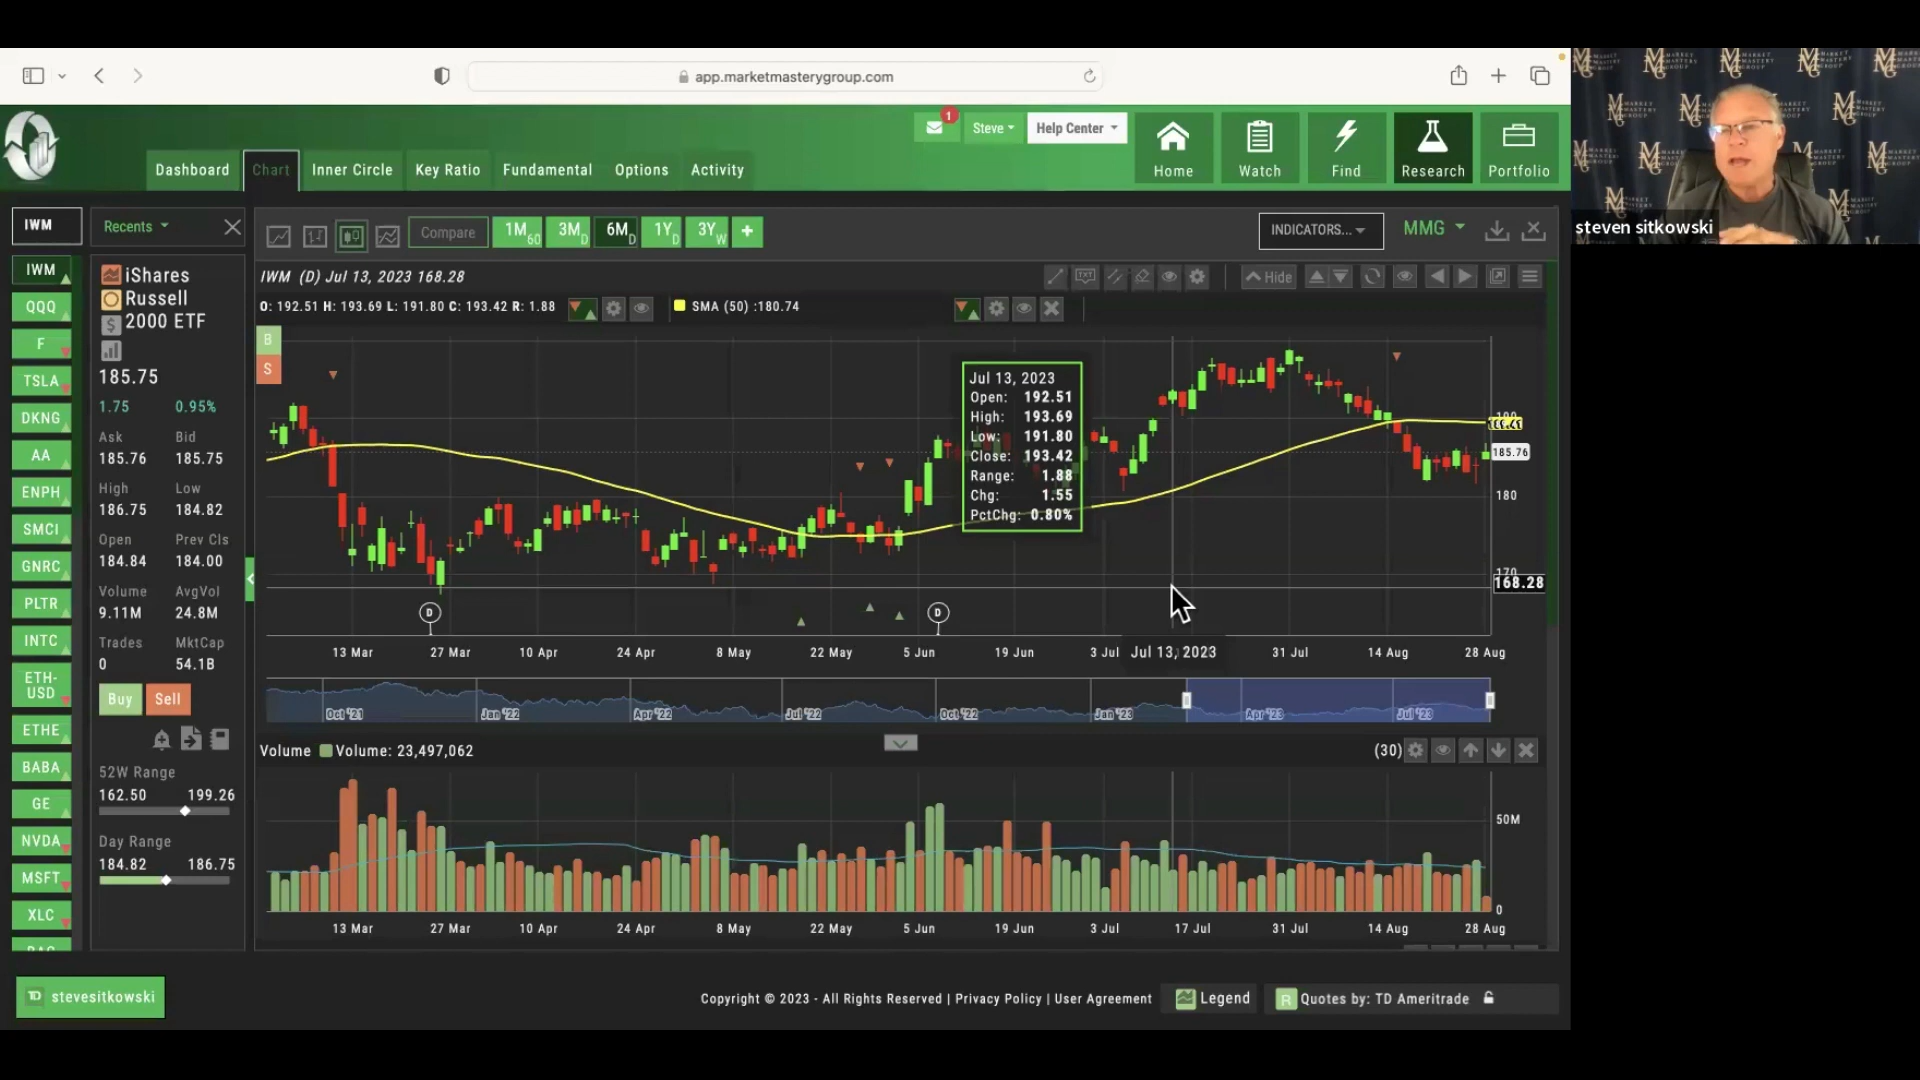 app.marketmasterygroup.com
1
Steve
Help Center
Home
Watch
Find
Research
Portfolio
Dashboard
Chart
Inner Circle
Key Ratio
Fundamental
Options
Activity
steven sitkowski
IWM
Recents
Compare
1M 60
3M D
6M D
1Y D
3Y W
+
INDICATORS...
MMG
IWM (D) Jul 13, 2023 168.28
TXT
Hide
O: 192.51 H: 193.69 L: 191.80 C: 193.42 R: 1.88
SMA (50) :180.74
IWM
QQQ
F
TSLA
DKNG
AA
ENPH
SMCI
GNRC
PLTR
INTC
ETH-
USD
ETHE
BABA
GE
NVDA
MSFT
XLC
iShares
Russell
2000 ETF
185.75
1.75 0.95%
Ask Bid
185.76 185.75
High Low
186.75 184.82
Open Prev Cls
184.84 184.00
Volume AvgVol
9.11M 24.8M
Trades MktCap
0 54.1B
Buy Sell
52W Range
162.50 199.26
Day Range
184.82 186.75
B
S
Jul 13, 2023
Open: 192.51
High: 193.69
Low: 191.80
Close: 193.42
Range: 1.88
Chg: 1.55
PctChg: 0.80%
185.76
180
168.28
D
D
13 Mar 27 Mar 10 Apr 24 Apr 8 May 22 May 5 Jun 19 Jun 3 Jul Jul 13, 2023 31 Jul 14 Aug 28 Aug
Oct '21 Jan '22 Apr '22 Jul '22 Oct '22 Jan '23 Apr '23 Jul '23
Volume Volume: 23,497,062
(30)
50M
0
13 Mar 27 Mar 10 Apr 24 Apr 8 May 22 May 5 Jun 19 Jun 3 Jul 17 Jul 31 Jul 14 Aug 28 Aug
stevesitkowski
Copyright © 2023 - All Rights Reserved | Privacy Policy | User Agreement
Legend
R Quotes by: TD Ameritrade